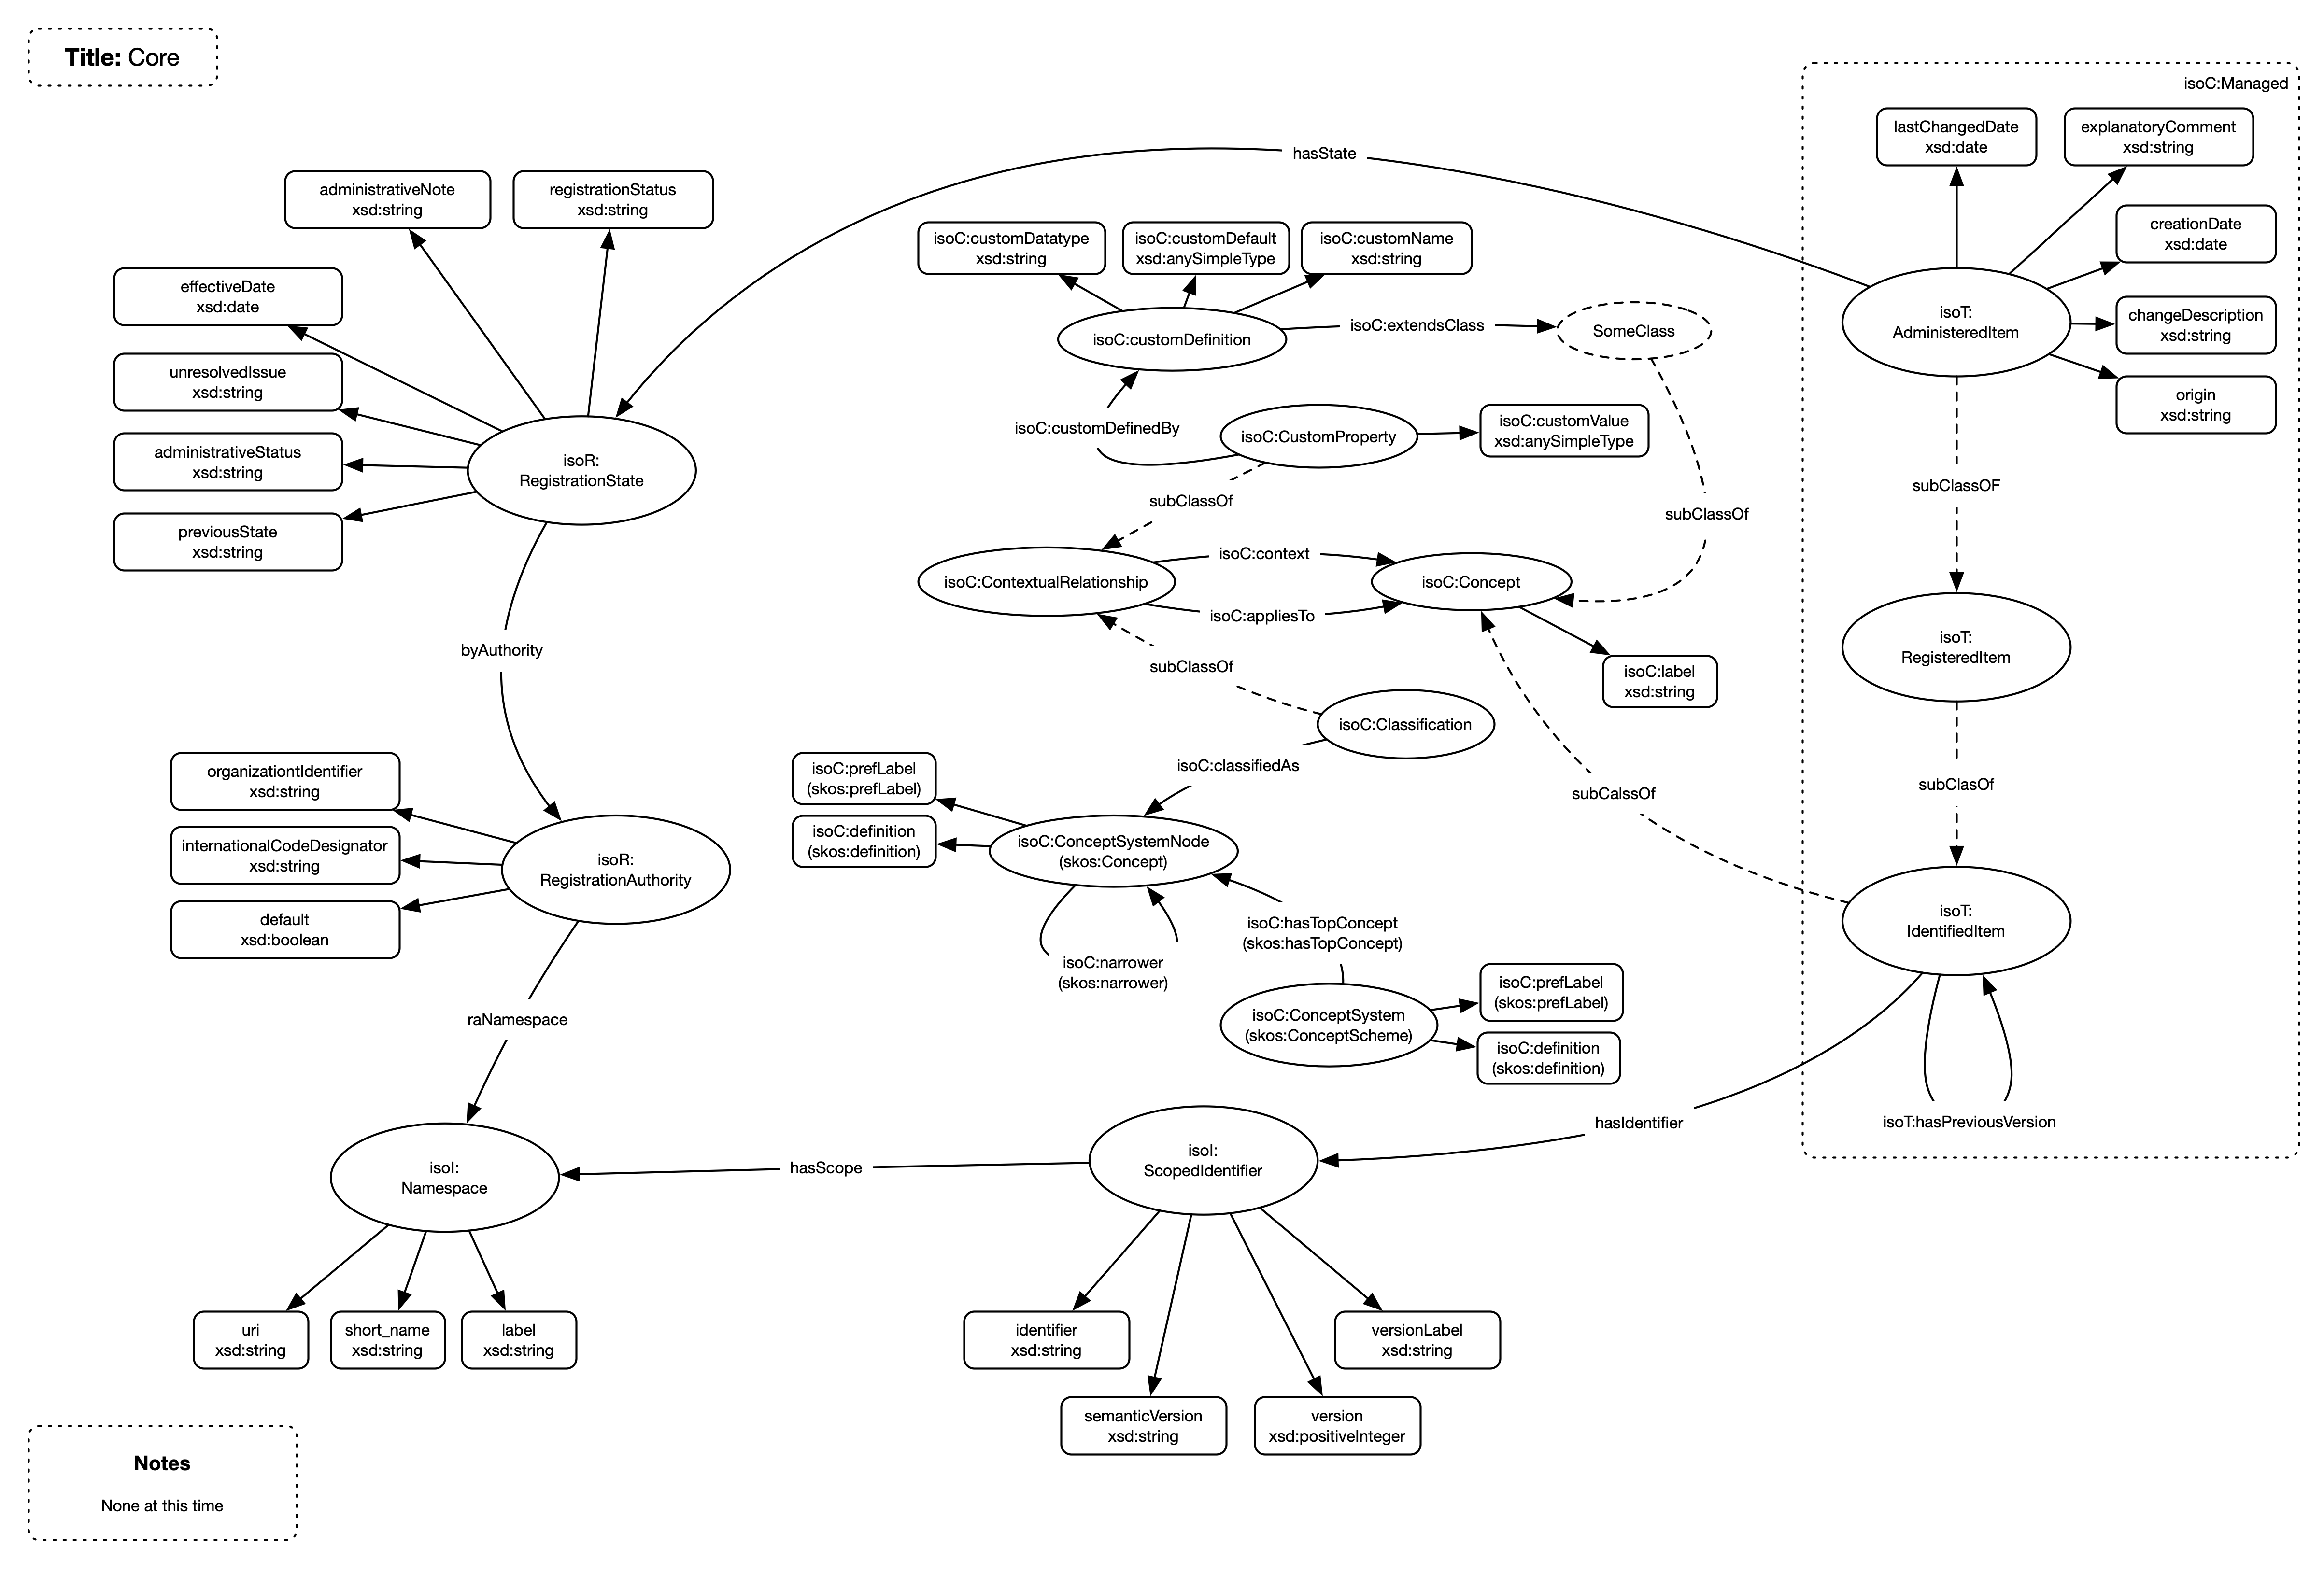 Title: Core
isoC:Managed
lastChangedDate
xsd:date
explanatoryComment
xsd:string
hasState
administrativeNote
xsd:string
registrationStatus
xsd:string
creationDate
xsd:date
isoC:customDatatype
xsd:string
isoC:customDefault
xsd:anySimpleType
isoC:customName
xsd:string
effectiveDate
xsd:date
isoT:
AdministeredItem
changeDescription
xsd:string
isoC:customDefinition
isoC:extendsClass
SomeClass
unresolvedIssue
xsd:string
origin
xsd:string
isoC:customDefinedBy
isoC:CustomProperty
isoC:customValue
xsd:anySimpleType
administrativeStatus
xsd:string
isoR:
RegistrationState
subClassOF
subClassOf
subClassOf
previousState
xsd:string
isoC:context
isoC:ContextualRelationship
isoC:Concept
isoC:appliesTo
byAuthority
isoT:
RegisteredItem
subClassOf
isoC:label
xsd:string
isoC:Classification
organizationtIdentifier
xsd:string
isoC:prefLabel
(skos:prefLabel)
isoC:classifiedAs
subCalssOf
subClasOf
isoC:definition
(skos:definition)
isoC:ConceptSystemNode
(skos:Concept)
internationalCodeDesignator
xsd:string
isoR:
RegistrationAuthority
default
xsd:boolean
isoC:hasTopConcept
(skos:hasTopConcept)
isoT:
IdentifiedItem
isoC:narrower
(skos:narrower)
isoC:prefLabel
(skos:prefLabel)
isoC:ConceptSystem
(skos:ConceptScheme)
raNamespace
isoC:definition
(skos:definition)
hasIdentifier
isoT:hasPreviousVersion
isoI:
Namespace
hasScope
isoI:
ScopedIdentifier
uri
xsd:string
short_name
xsd:string
label
xsd:string
identifier
xsd:string
versionLabel
xsd:string
semanticVersion
xsd:string
version
xsd:positiveInteger
Notes
None at this time